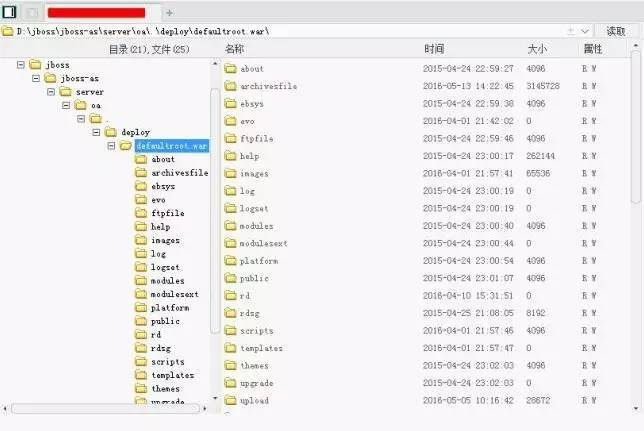 D:\jboss\jboss-as\server\oa\.\deploy\defaultroot.war\ 读取
目录(21),文件(25) 名称 时间 大小 属性
jboss
jboss-as
server
oa
.
deploy
defaultroot.war
about
archivesfile
ebsys
evo
ftpfile
help
images
log
logset
modules
modulesext
platform
public
rd
rdsg
scripts
templates
themes
upgrade
about 2015-04-24 22:59:27 4096 R W
archivesfile 2016-05-13 14:22:45 3145728 R W
ebsys 2015-04-24 22:59:38 4096 R W
evo 2016-04-01 21:42:02 0 R W
ftpfile 2015-04-24 22:59:46 4096 R W
help 2015-04-24 23:00:17 262144 R W
images 2016-04-01 21:57:41 65536 R W
log 2015-04-24 23:00:19 0 R W
logset 2015-04-24 23:00:19 0 R W
modules 2015-04-24 23:00:40 4096 R W
modulesext 2015-04-24 23:00:44 0 R W
platform 2015-04-24 23:00:54 4096 R W
public 2015-04-24 23:01:07 4096 R W
rd 2016-04-10 15:31:51 0 R W
rdsg 2015-04-25 21:08:05 8192 R W
scripts 2016-04-01 21:57:46 4096 R W
templates 2016-04-01 21:57:47 0 R W
themes 2015-04-24 23:02:03 4096 R W
upgrade 2015-04-24 23:02:03 0 R W
upload 2016-05-05 10:16:42 28672 R W